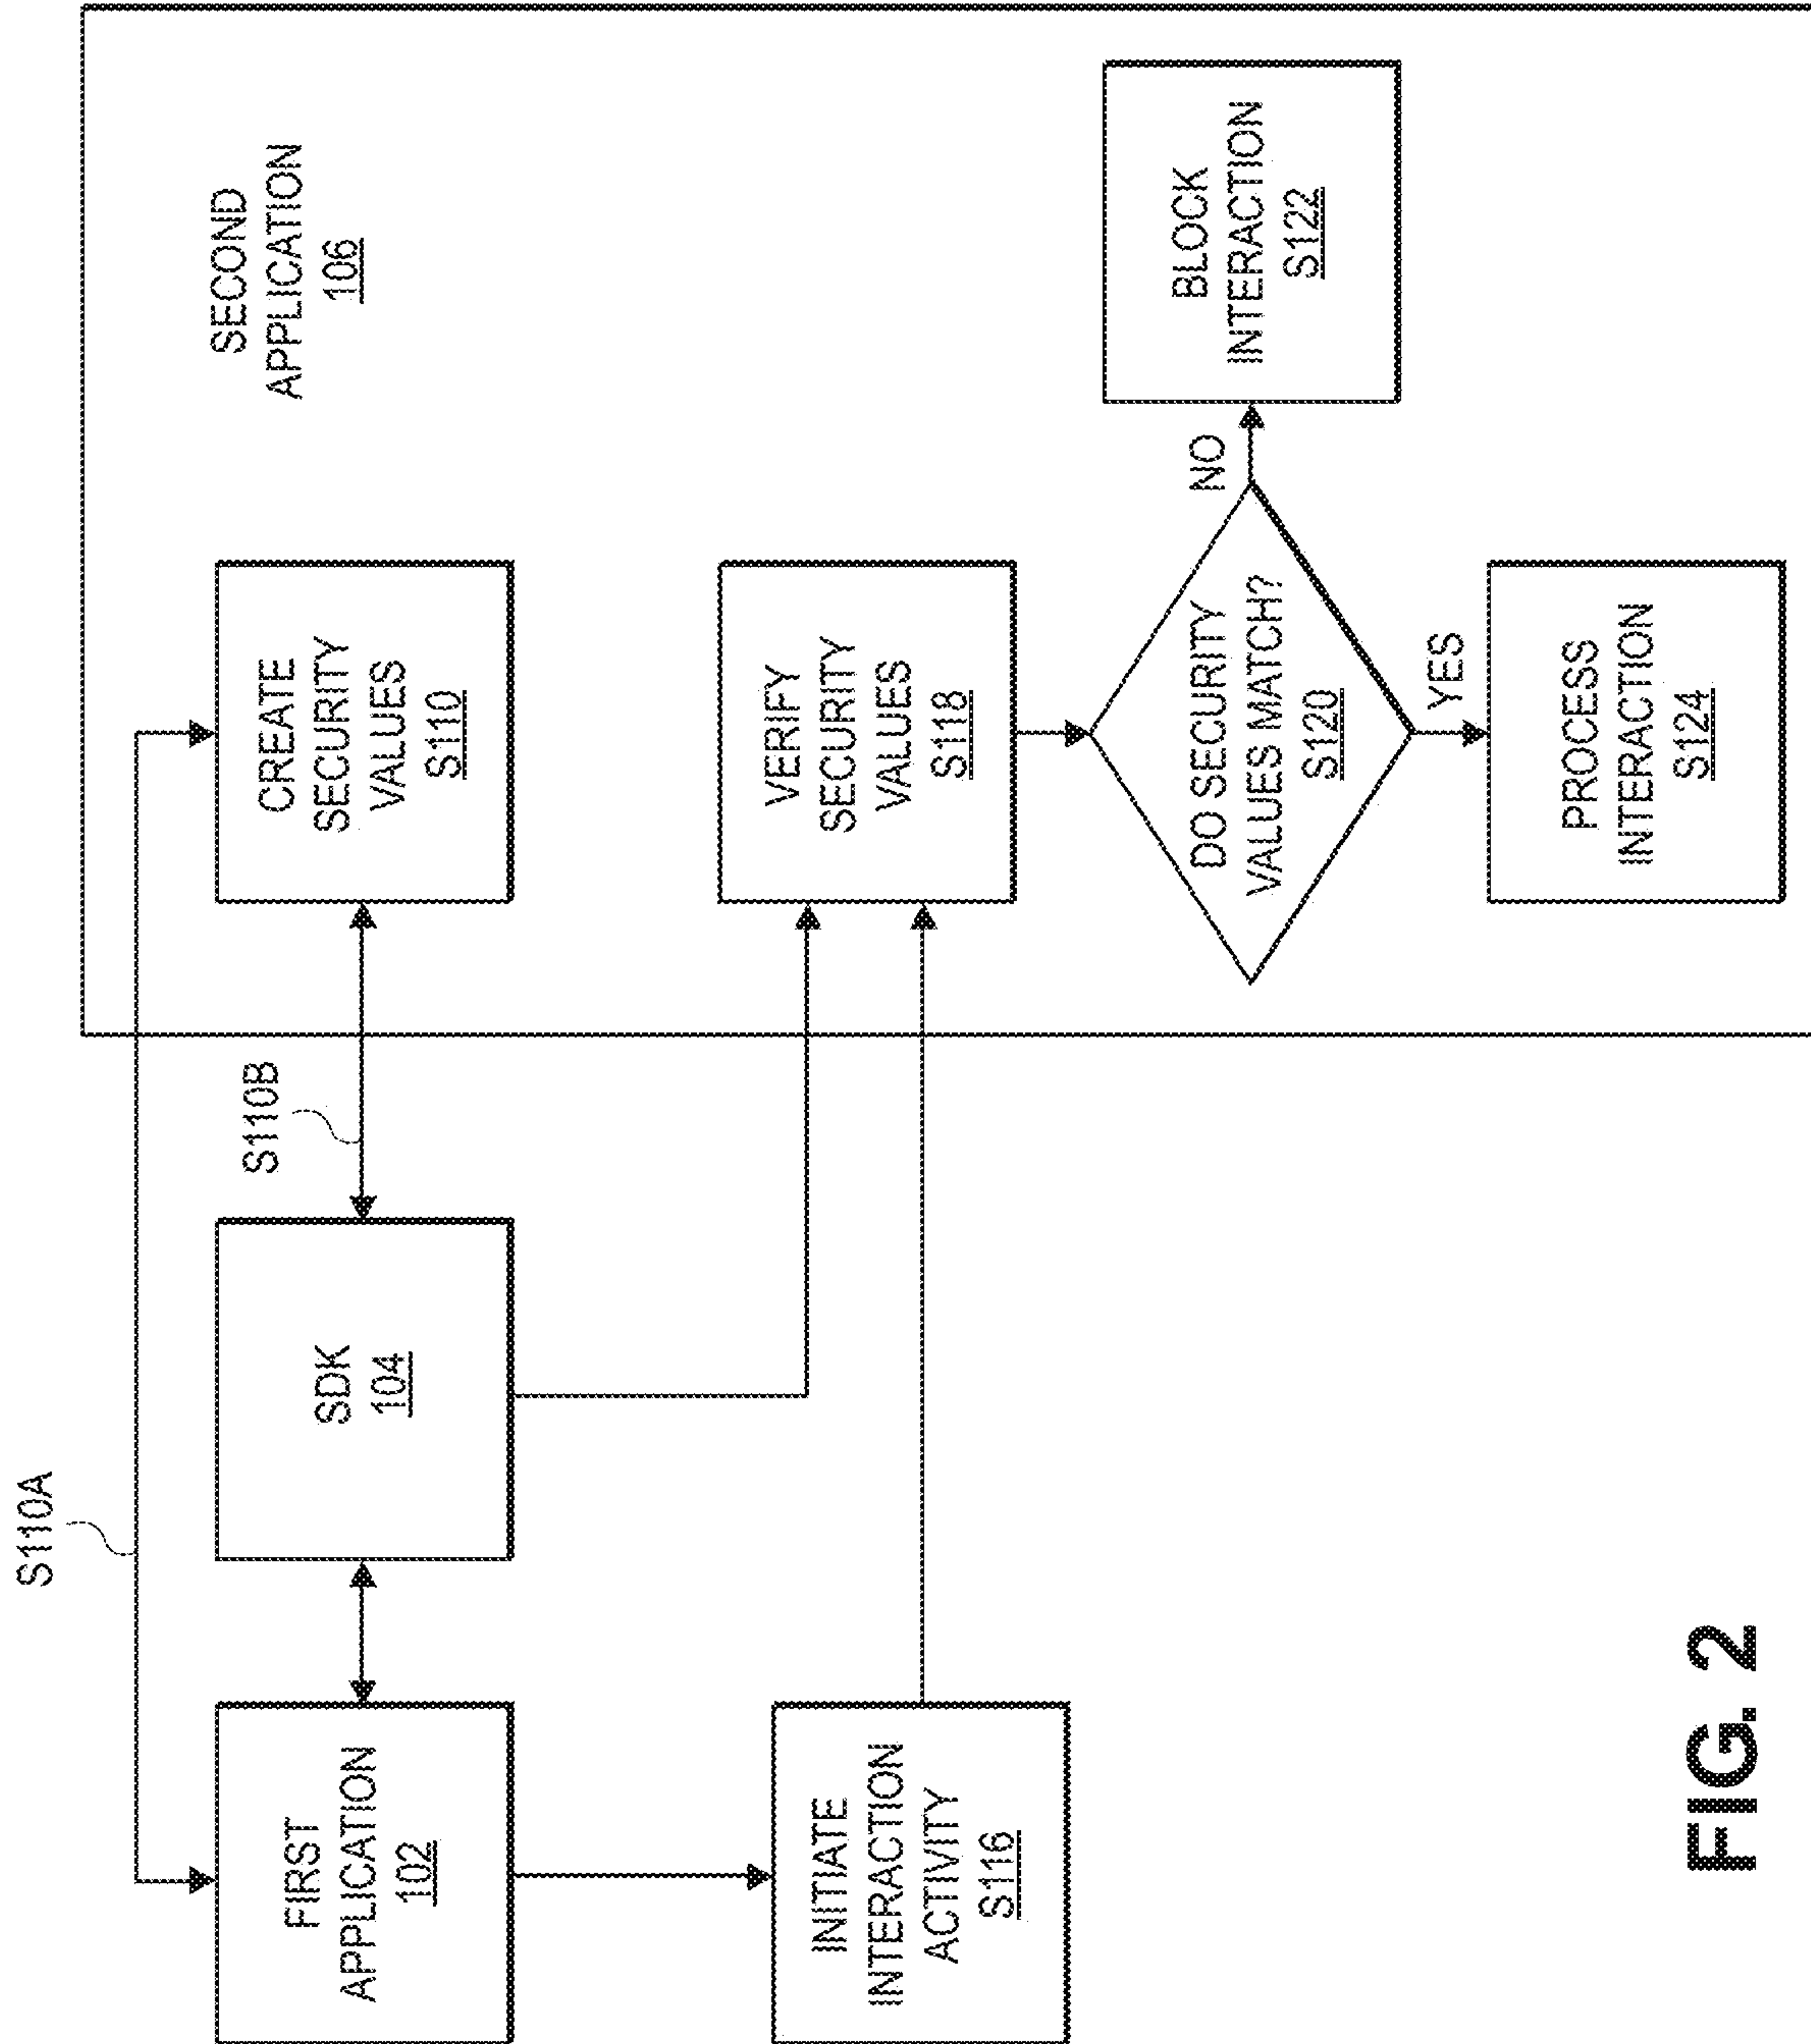 S110A
FIRST
APPLICATION
102
SDK
104
S110B
CREATE
SECURITY
VALUES
S110
SECOND
APPLICATION
106
INITIATE
INTERACTION
ACTIVITY
S116
VERIFY
SECURITY
VALUES
S118
DO SECURITY
VALUES MATCH?
S120
NO
BLOCK
INTERACTION
S122
YES
PROCESS
INTERACTION
S124
FIG. 2